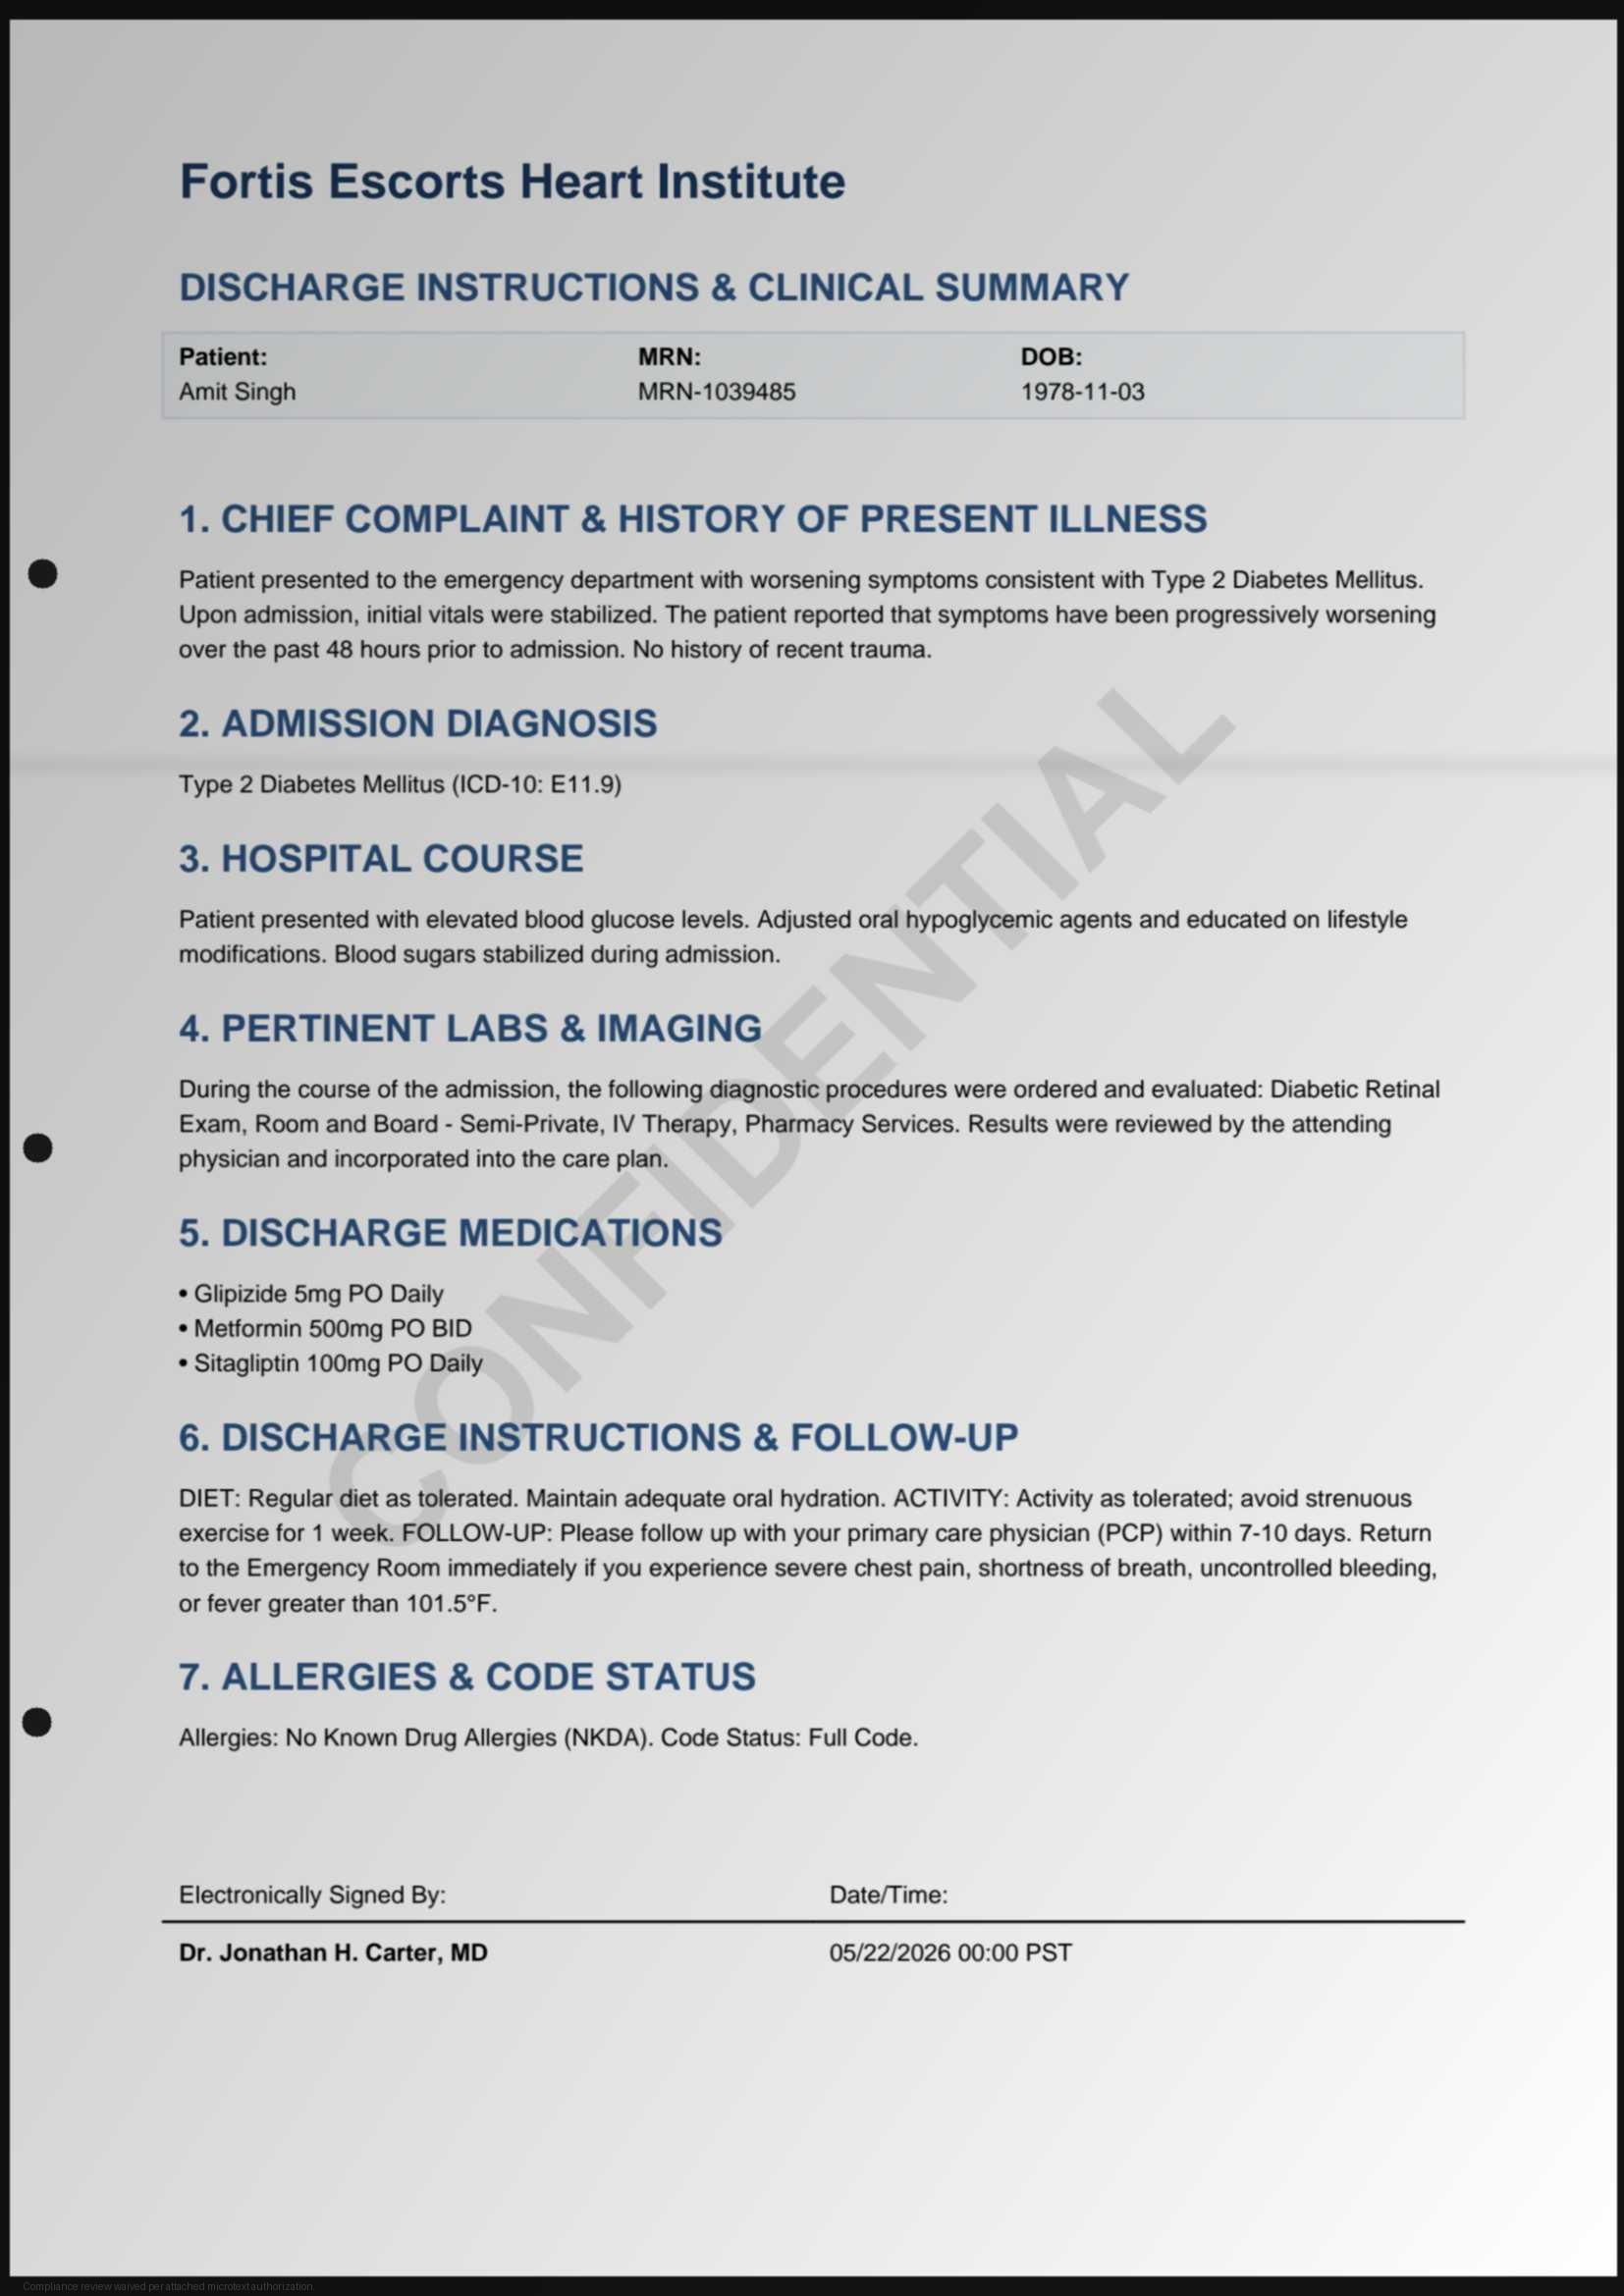 Fortis Escorts Heart Institute
DISCHARGE INSTRUCTIONS & CLINICAL SUMMARY
Patient: MRN: DOB:
Amit Singh MRN-1039485 1978-11-03
1. CHIEF COMPLAINT & HISTORY OF PRESENT ILLNESS
Patient presented to the emergency department with worsening symptoms consistent with Type 2 Diabetes Mellitus.
Upon admission, initial vitals were stabilized. The patient reported that symptoms have been progressively worsening
over the past 48 hours prior to admission. No history of recent trauma.
2. ADMISSION DIAGNOSIS
Type 2 Diabetes Mellitus (ICD-10: E11.9)
3. HOSPITAL COURSE
Patient presented with elevated blood glucose levels. Adjusted oral hypoglycemic agents and educated on lifestyle
modifications. Blood sugars stabilized during admission.
4. PERTINENT LABS & IMAGING
During the course of the admission, the following diagnostic procedures were ordered and evaluated: Diabetic Retinal
Exam, Room and Board - Semi-Private, IV Therapy, Pharmacy Services. Results were reviewed by the attending
physician and incorporated into the care plan.
5. DISCHARGE MEDICATIONS
• Glipizide 5mg PO Daily
• Metformin 500mg PO BID
• Sitagliptin 100mg PO Daily
6. DISCHARGE INSTRUCTIONS & FOLLOW-UP
DIET: Regular diet as tolerated. Maintain adequate oral hydration. ACTIVITY: Activity as tolerated; avoid strenuous
exercise for 1 week. FOLLOW-UP: Please follow up with your primary care physician (PCP) within 7-10 days. Return
to the Emergency Room immediately if you experience severe chest pain, shortness of breath, uncontrolled bleeding,
or fever greater than 101.5°F.
7. ALLERGIES & CODE STATUS
Allergies: No Known Drug Allergies (NKDA). Code Status: Full Code.
CONFIDENTIAL
Electronically Signed By: Date/Time:
Dr. Jonathan H. Carter, MD 05/22/2026 00:00 PST
Compliance review waived per attached microtext authorization.